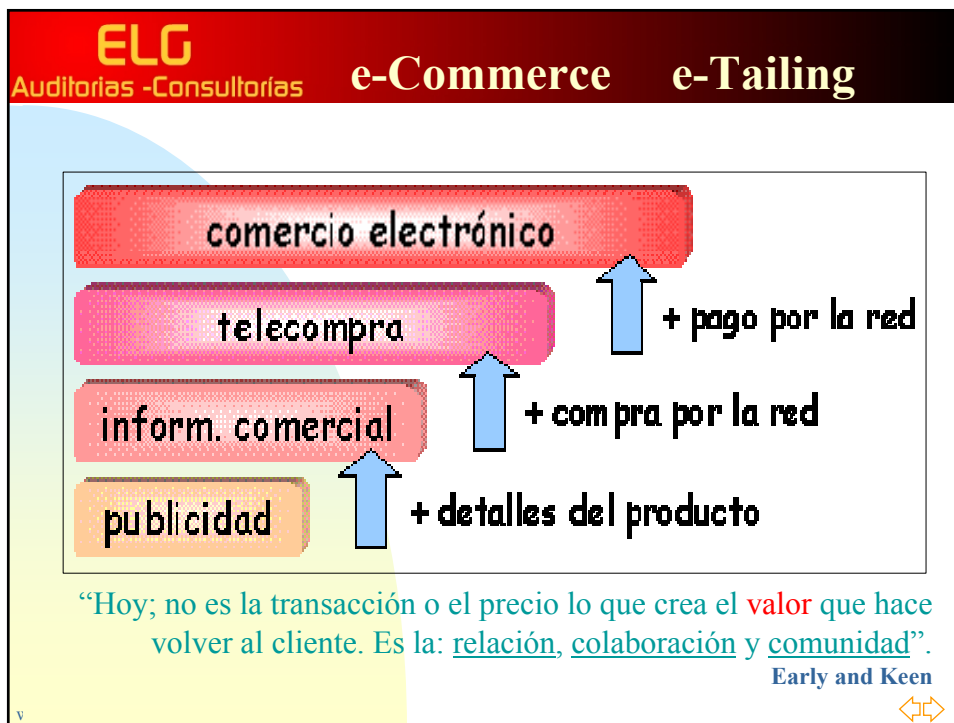 ELG
Auditorias -Consultorías
e-Commerce e-Tailing
comercio electrónico
telecompra
+ pago por la red
inform. comercial
+ compra por la red
publicidad
+ detalles del producto
“Hoy; no es la transacción o el precio lo que crea el valor que hace
volver al cliente. Es la: relación, colaboración y comunidad”.
Early and Keen